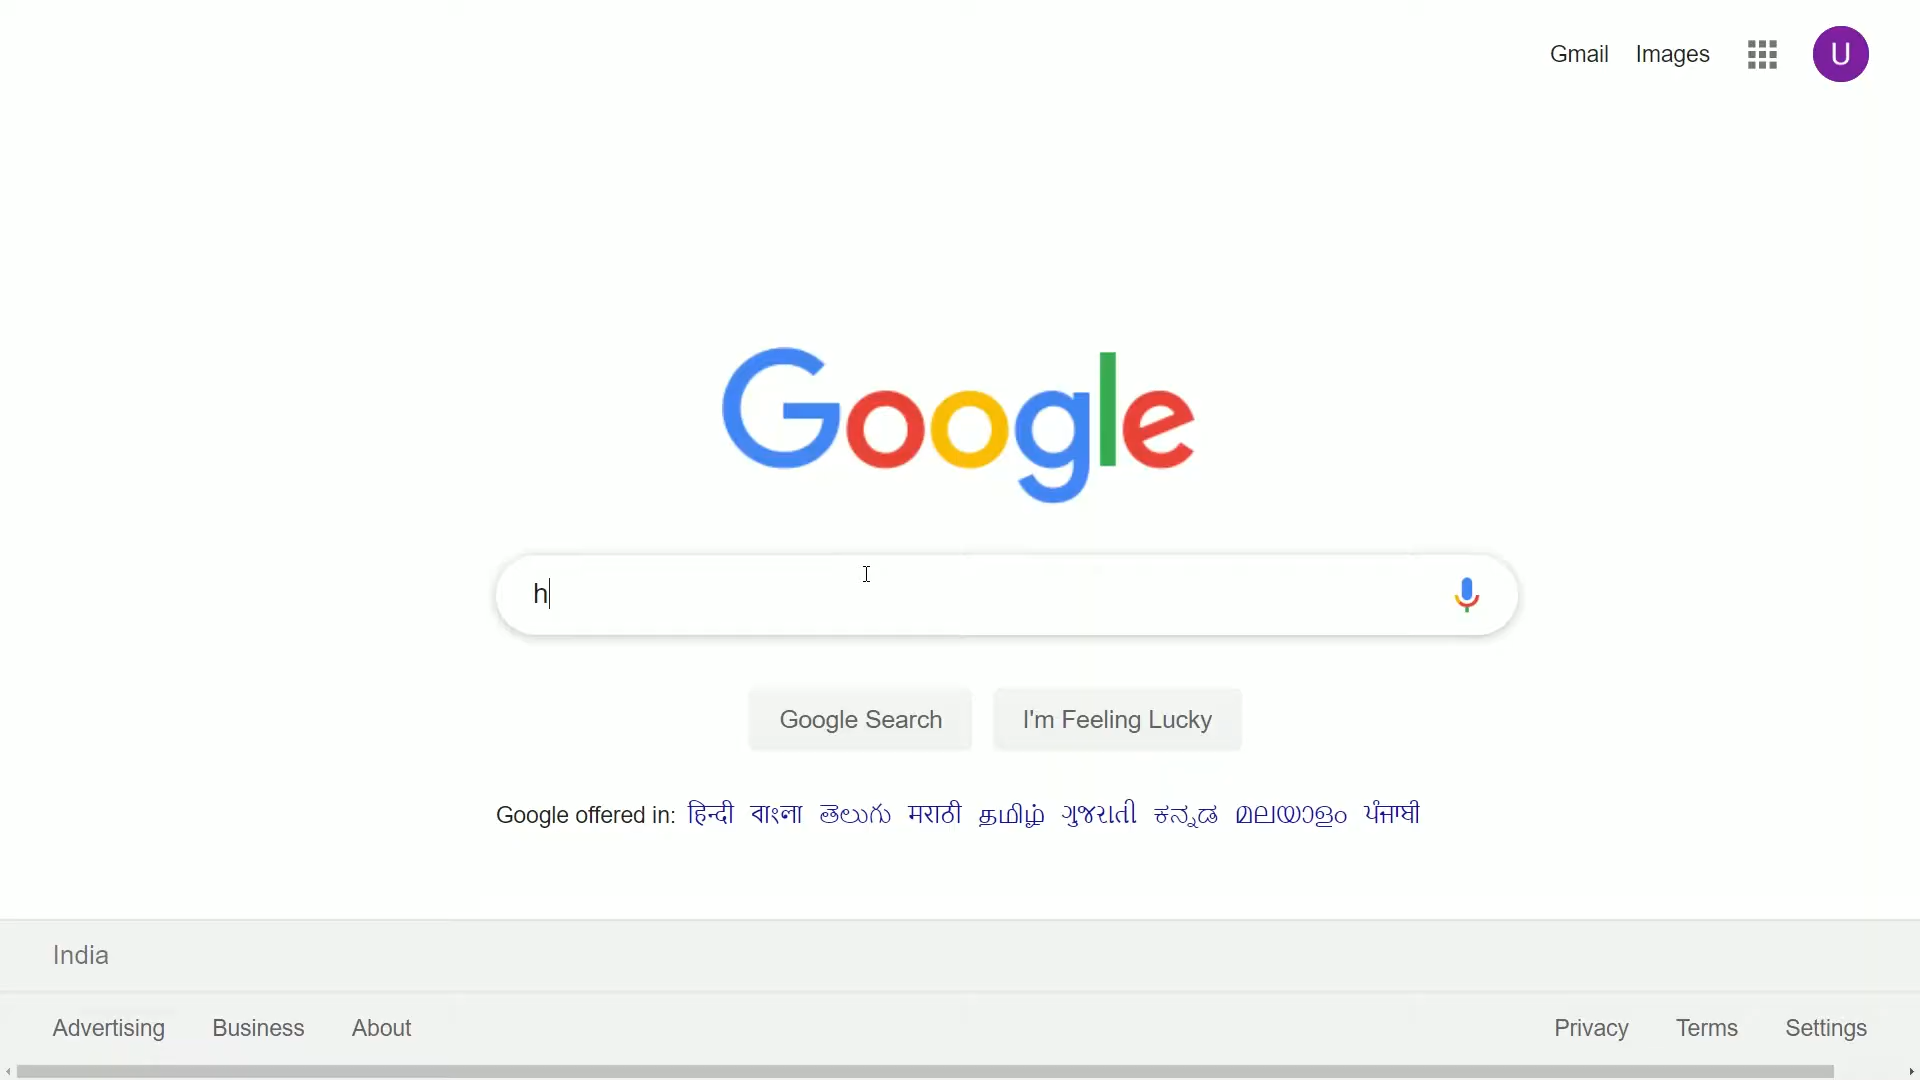 Gmail Images U
Google
h
Google Search I'm Feeling Lucky
Google offered in: हिन्दी বাংলা తెలుగు मराठी தமிழ் ગુજરાતી ಕನ್ನಡ മലയാളം ਪੰਜਾਬੀ
India
Advertising Business About Privacy Terms Settings